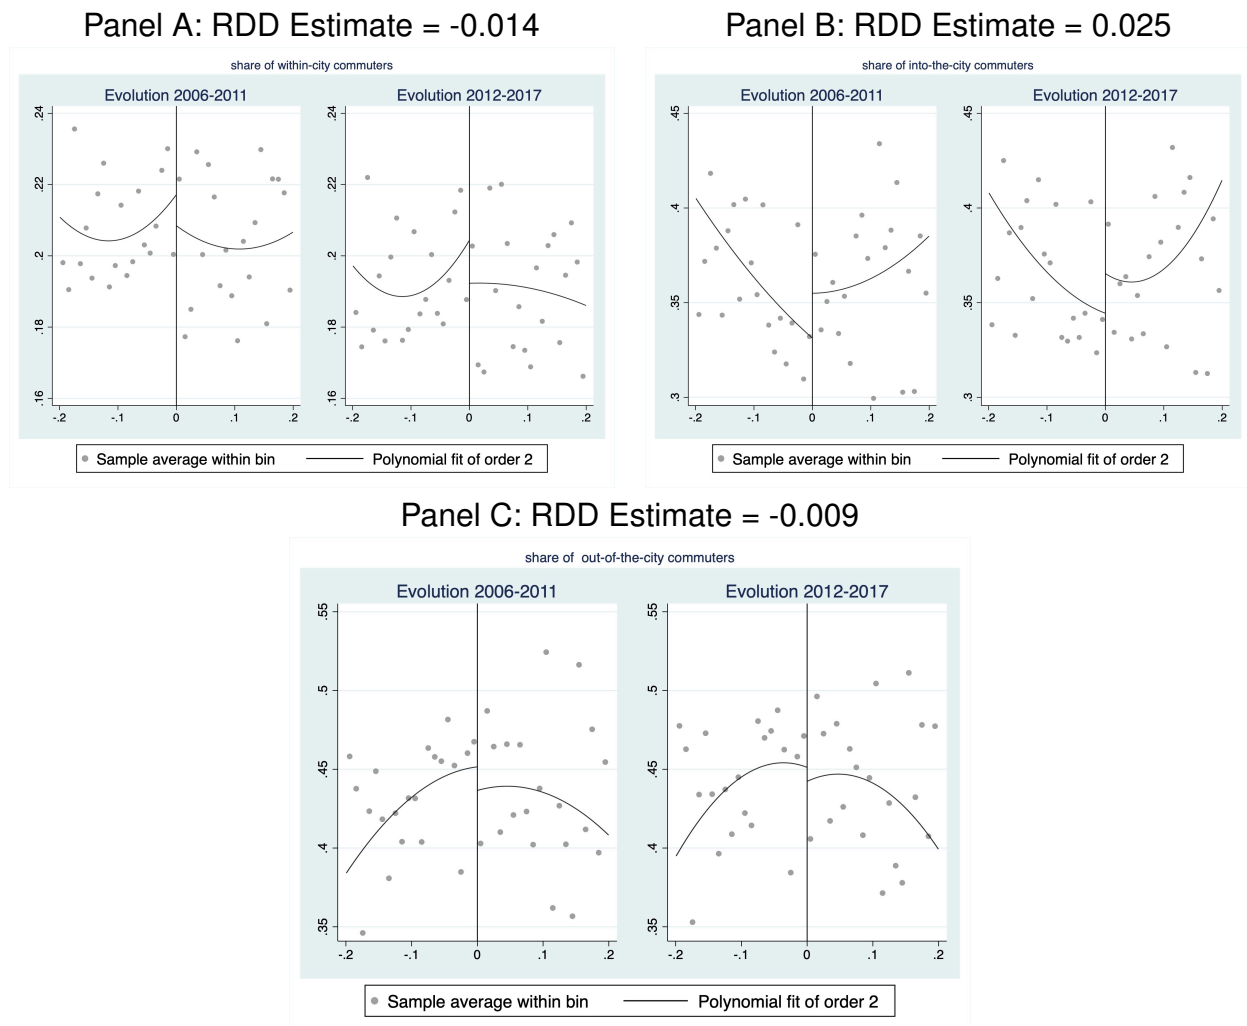 Panel A: RDD Estimate = -0.014
share of within-city commuters
Evolution 2006-2011
Evolution 2012-2017
.24
.22
.2
.18
.16
-.2 -.1 0 .1 .2
.24
.22
.2
.18
.16
-.2 -.1 0 .1 .2
Sample average within bin
Polynomial fit of order 2
Panel B: RDD Estimate = 0.025
share of into-the-city commuters
Evolution 2006-2011
Evolution 2012-2017
.45
.4
.35
.3
-.2 -.1 0 .1 .2
.45
.4
.35
.3
-.2 -.1 0 .1 .2
Sample average within bin
Polynomial fit of order 2
Panel C: RDD Estimate = -0.009
share of out-of-the-city commuters
Evolution 2006-2011
Evolution 2012-2017
.55
.5
.45
.4
.35
-.2 -.1 0 .1 .2
.55
.5
.45
.4
.35
-.2 -.1 0 .1 .2
Sample average within bin
Polynomial fit of order 2